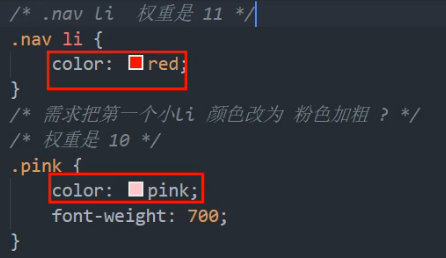 /* .nav li  权重是 11 */
.nav li {
    color: red;
}
/* 需求把第一个小li 颜色改为 粉色加粗 ? */
/* 权重是 10 */
.pink {
    color: pink;
    font-weight: 700;
}